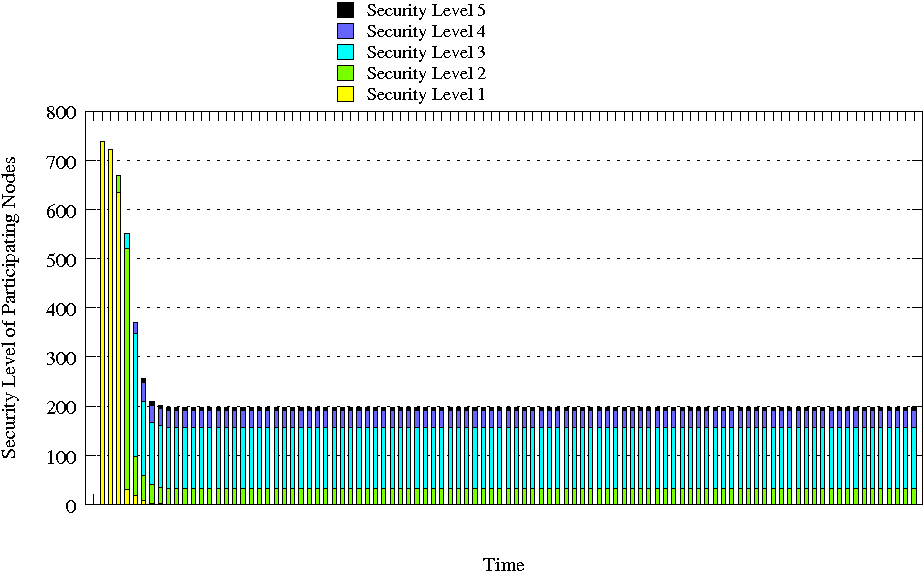 Security Level 5
Security Level 4
Security Level 3
Security Level 2
Security Level 1
800
700
600
500
400
300
200
100
0
Security Level of Participating Nodes
Time